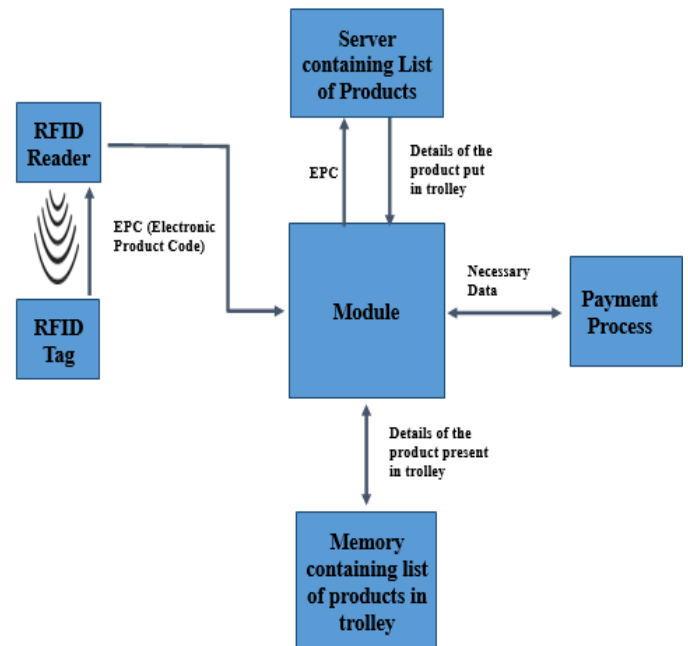 Server
containing List
of Products
RFID
Reader
EPC
Details of the
product put
in trolley
EPC (Electronic
Product Code)
RFID
Tag
Module
Necessary
Data
Payment
Process
Details of the
product present
in trolley
Memory
containing list
of products in
trolley